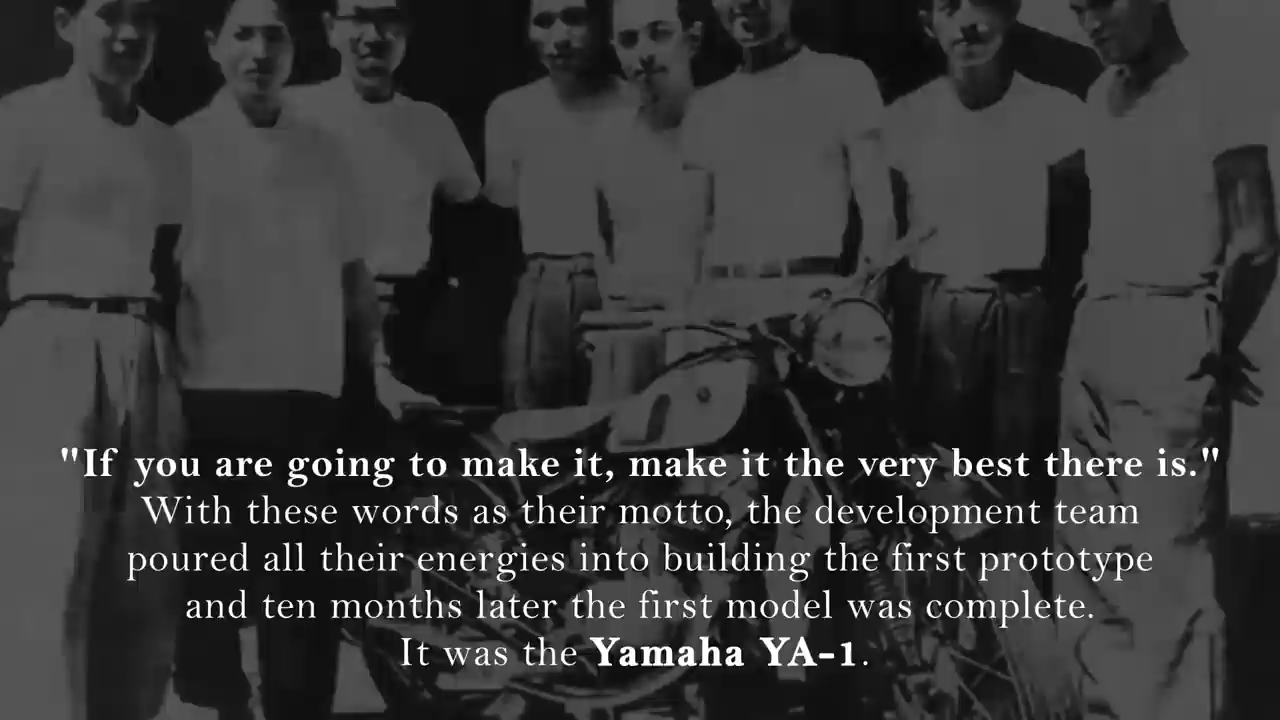 "If you are going to make it, make it the very best there is."
With these words as their motto, the development team
poured all their energies into building the first prototype
and ten months later the first model was complete.
It was the Yamaha YA-1.